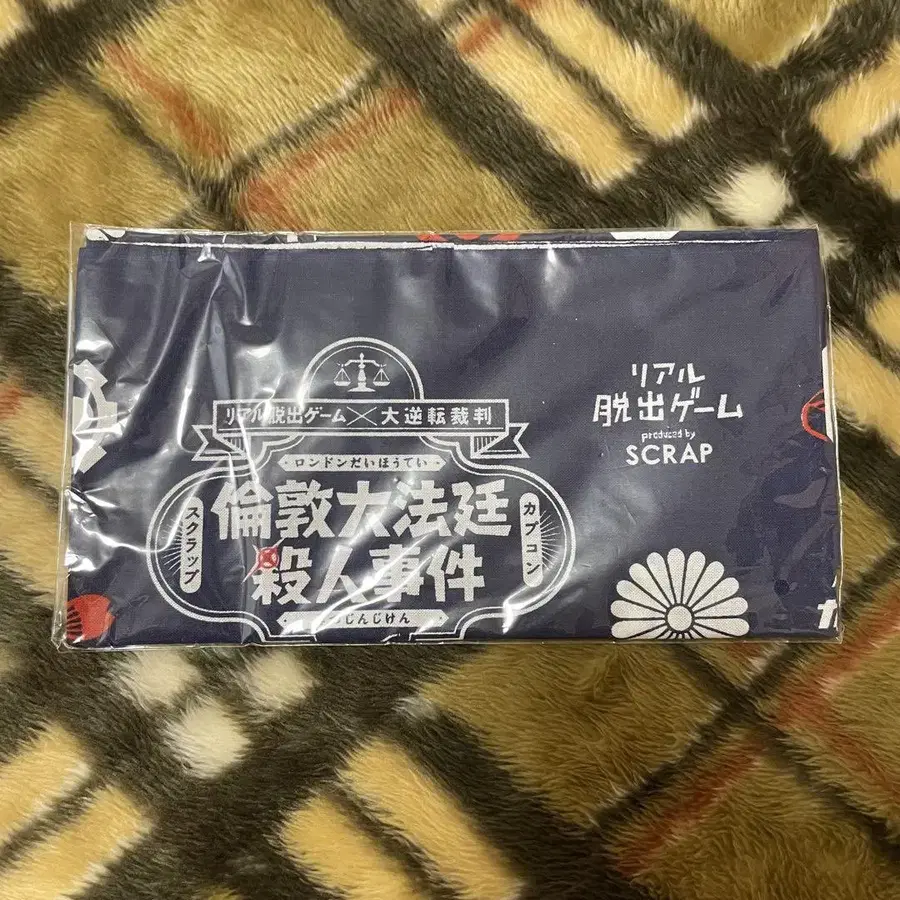 リアル脱出ゲーム×大逆転裁判
・ロンドンだいほうてい・
倫敦大法廷
殺人事件
じんじけん
スクラップ
カプコン
リアル
脱出ゲーム
produced by
SCRAP